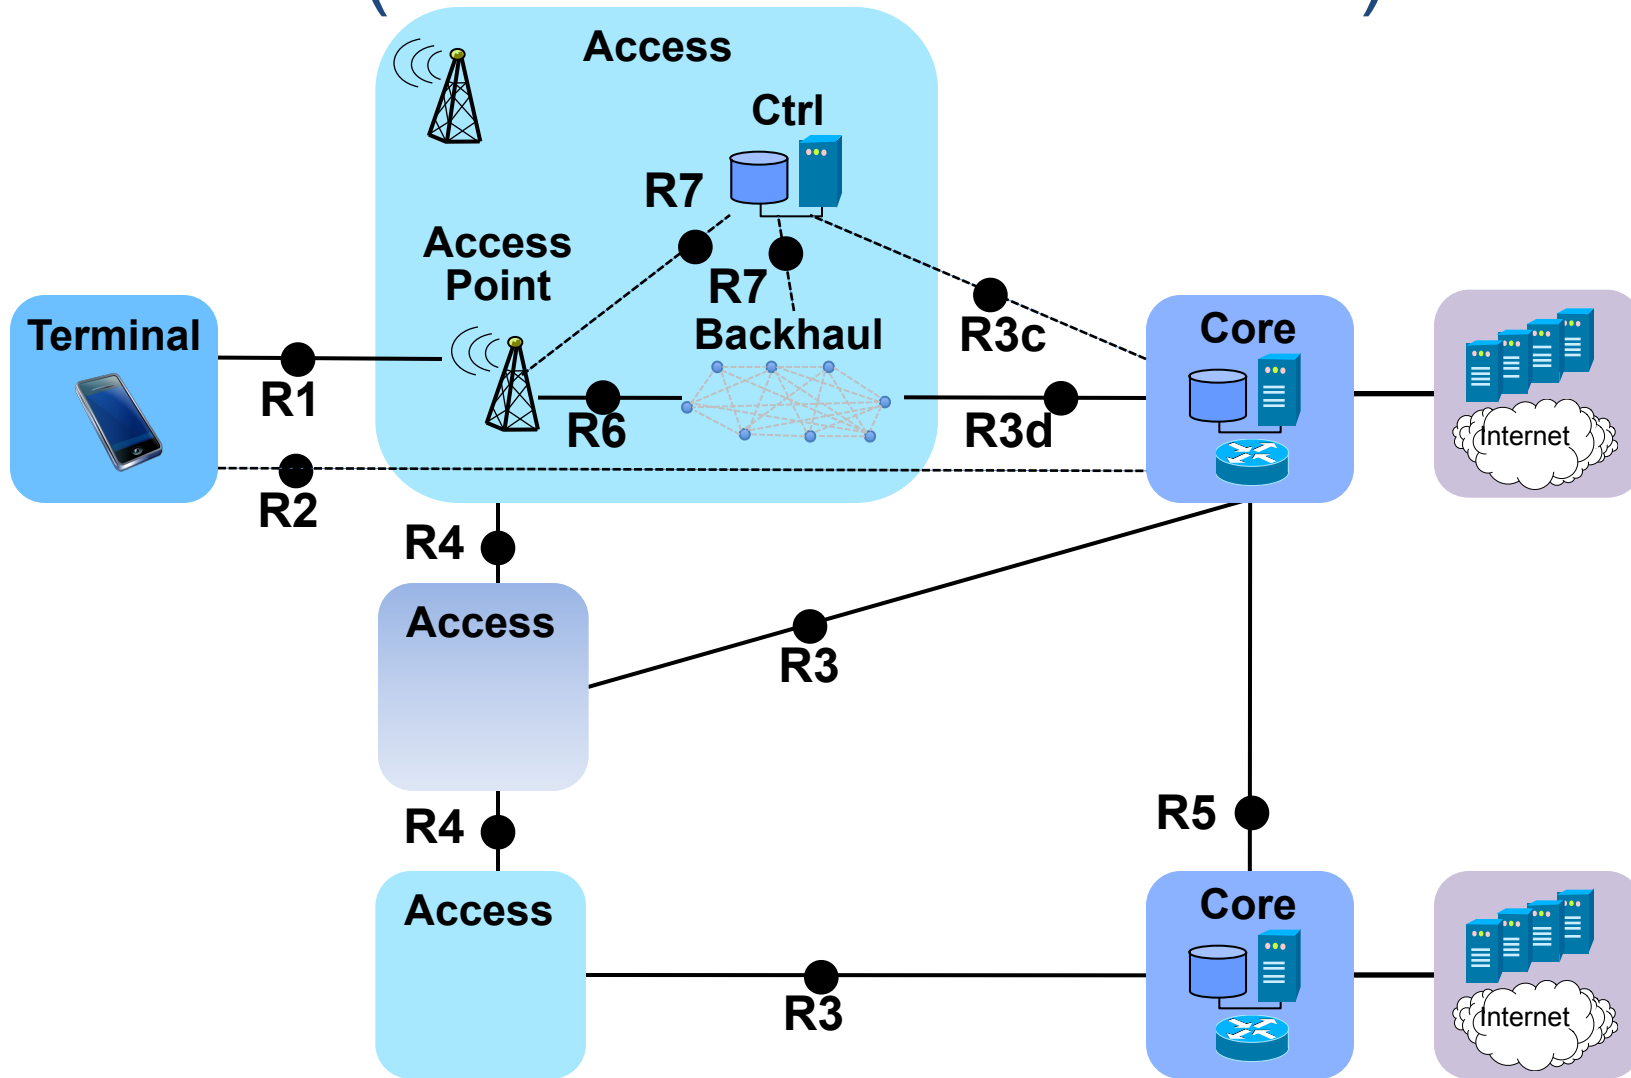 (                    )
Access
Ctrl
R7
Access
Point
R7
Backhaul
R3c
Terminal
Core
R1
R6
R3d
Internet
R2
R4
Access
R3
R4
R5
Access
Core
R3
Internet